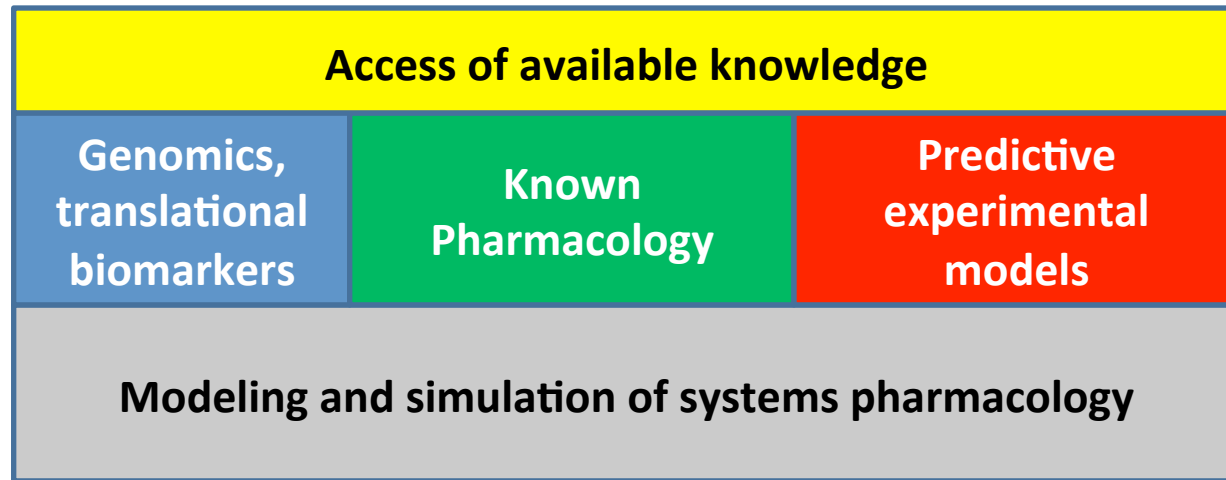 Access of available knowledge
Genomics,
translational
biomarkers
Known
Pharmacology
Predictive
experimental
models
Modeling and simulation of systems pharmacology